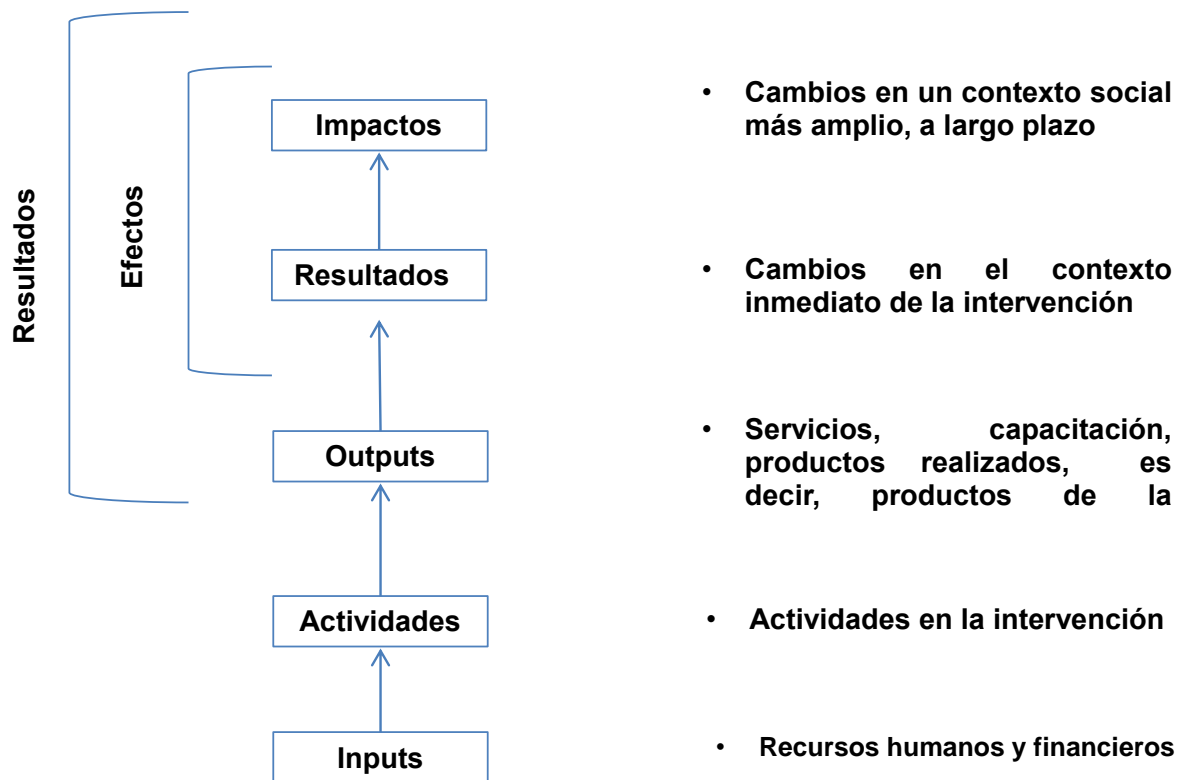 Resultados
Efectos
Impactos
• Cambios en un contexto social
más amplio, a largo plazo
Resultados
• Cambios en el contexto
inmediato de la intervención
Outputs
• Servicios, capacitación,
productos realizados, es
decir, productos de la
Actividades
• Actividades en la intervención
Inputs
• Recursos humanos y financieros